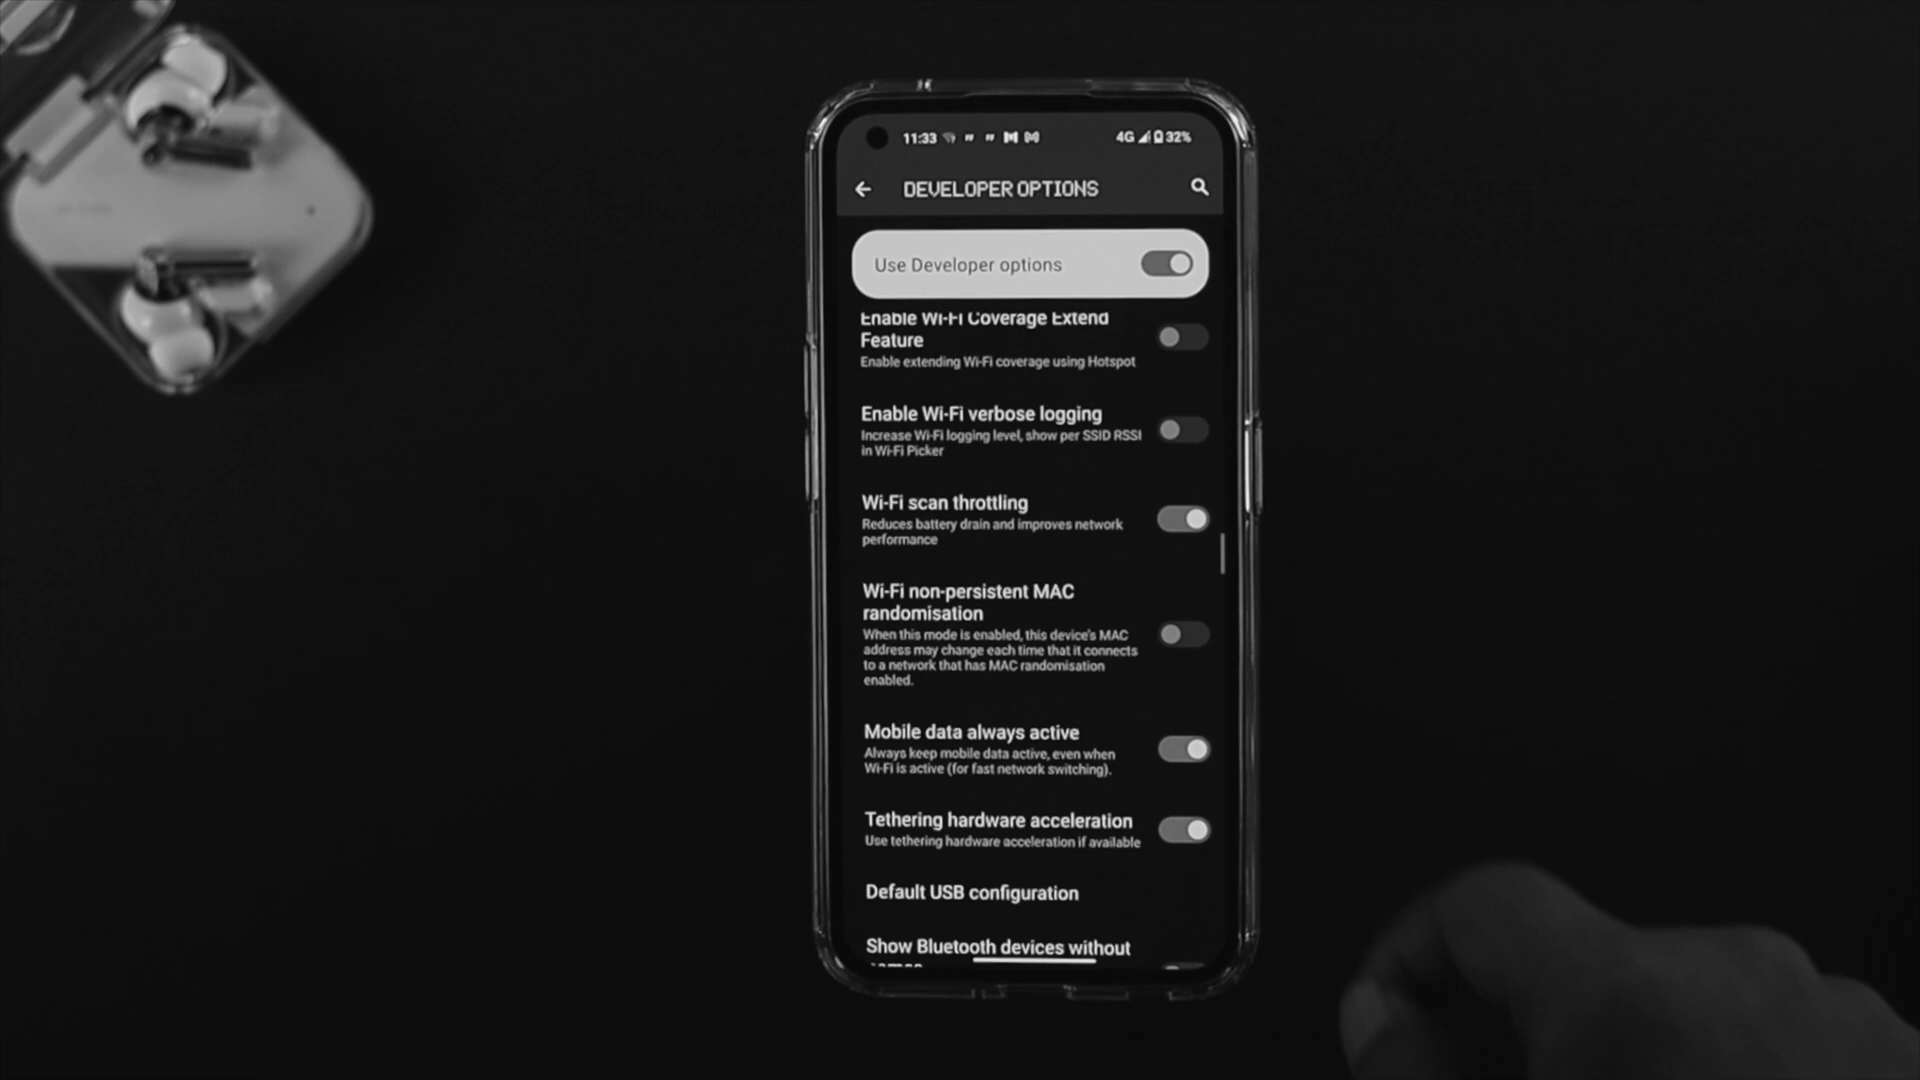 11:33 4G 32%
DEVELOPER OPTIONS
Use Developer options
Enable Wi-Fi Coverage Extend
Feature
Enable extending Wi-Fi coverage using Hotspot
Enable Wi-Fi verbose logging
Increase Wi-Fi logging level, show per SSID RSSI
in Wi-Fi Picker
Wi-Fi scan throttling
Reduces battery drain and improves network
performance
Wi-Fi non-persistent MAC
randomisation
When this mode is enabled, this device's MAC
address may change each time that it connects
to a network that has MAC randomisation
enabled.
Mobile data always active
Always keep mobile data active, even when
Wi-Fi is active (for fast network switching).
Tethering hardware acceleration
Use tethering hardware acceleration if available
Default USB configuration
Show Bluetooth devices without